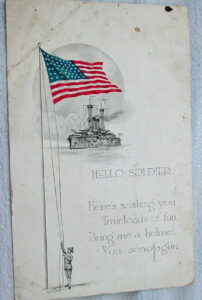 HELLO SOLDIER
Here's wishing you
Trainloads of fun.
Bring me a helmet,
You sonofagun.